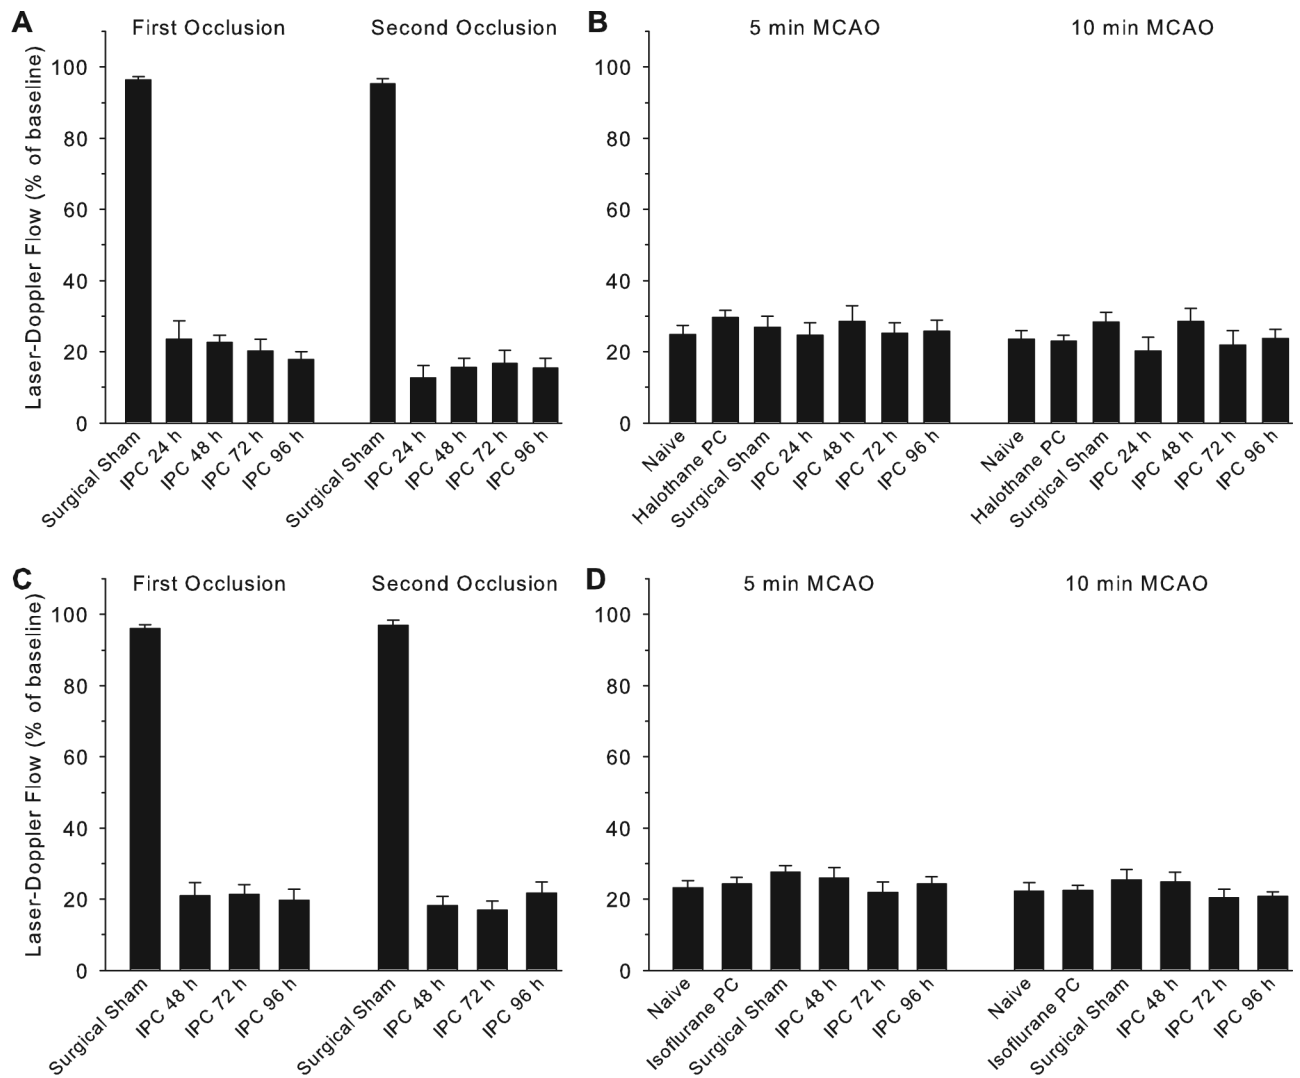 A
First Occlusion
Second Occlusion
Laser-Doppler Flow (% of baseline)
100
80
60
40
20
0
Surgical Sham
IPC 24 h
IPC 48 h
IPC 72 h
IPC 96 h
Surgical Sham
IPC 24 h
IPC 48 h
IPC 72 h
IPC 96 h
B
5 min MCAO
10 min MCAO
100
80
60
40
20
0
Naive
Halothane PC
Surgical Sham
IPC 24 h
IPC 48 h
IPC 72 h
IPC 96 h
Naive
Halothane PC
Surgical Sham
IPC 24 h
IPC 48 h
IPC 72 h
IPC 96 h
C
First Occlusion
Second Occlusion
Laser-Doppler Flow (% of baseline)
100
80
60
40
20
0
Surgical Sham
IPC 48 h
IPC 72 h
IPC 96 h
Surgical Sham
IPC 48 h
IPC 72 h
IPC 96 h
D
5 min MCAO
10 min MCAO
100
80
60
40
20
0
Naive
Isoflurane PC
Surgical Sham
IPC 48 h
IPC 72 h
IPC 96 h
Naive
Isoflurane PC
Surgical Sham
IPC 48 h
IPC 72 h
IPC 96 h